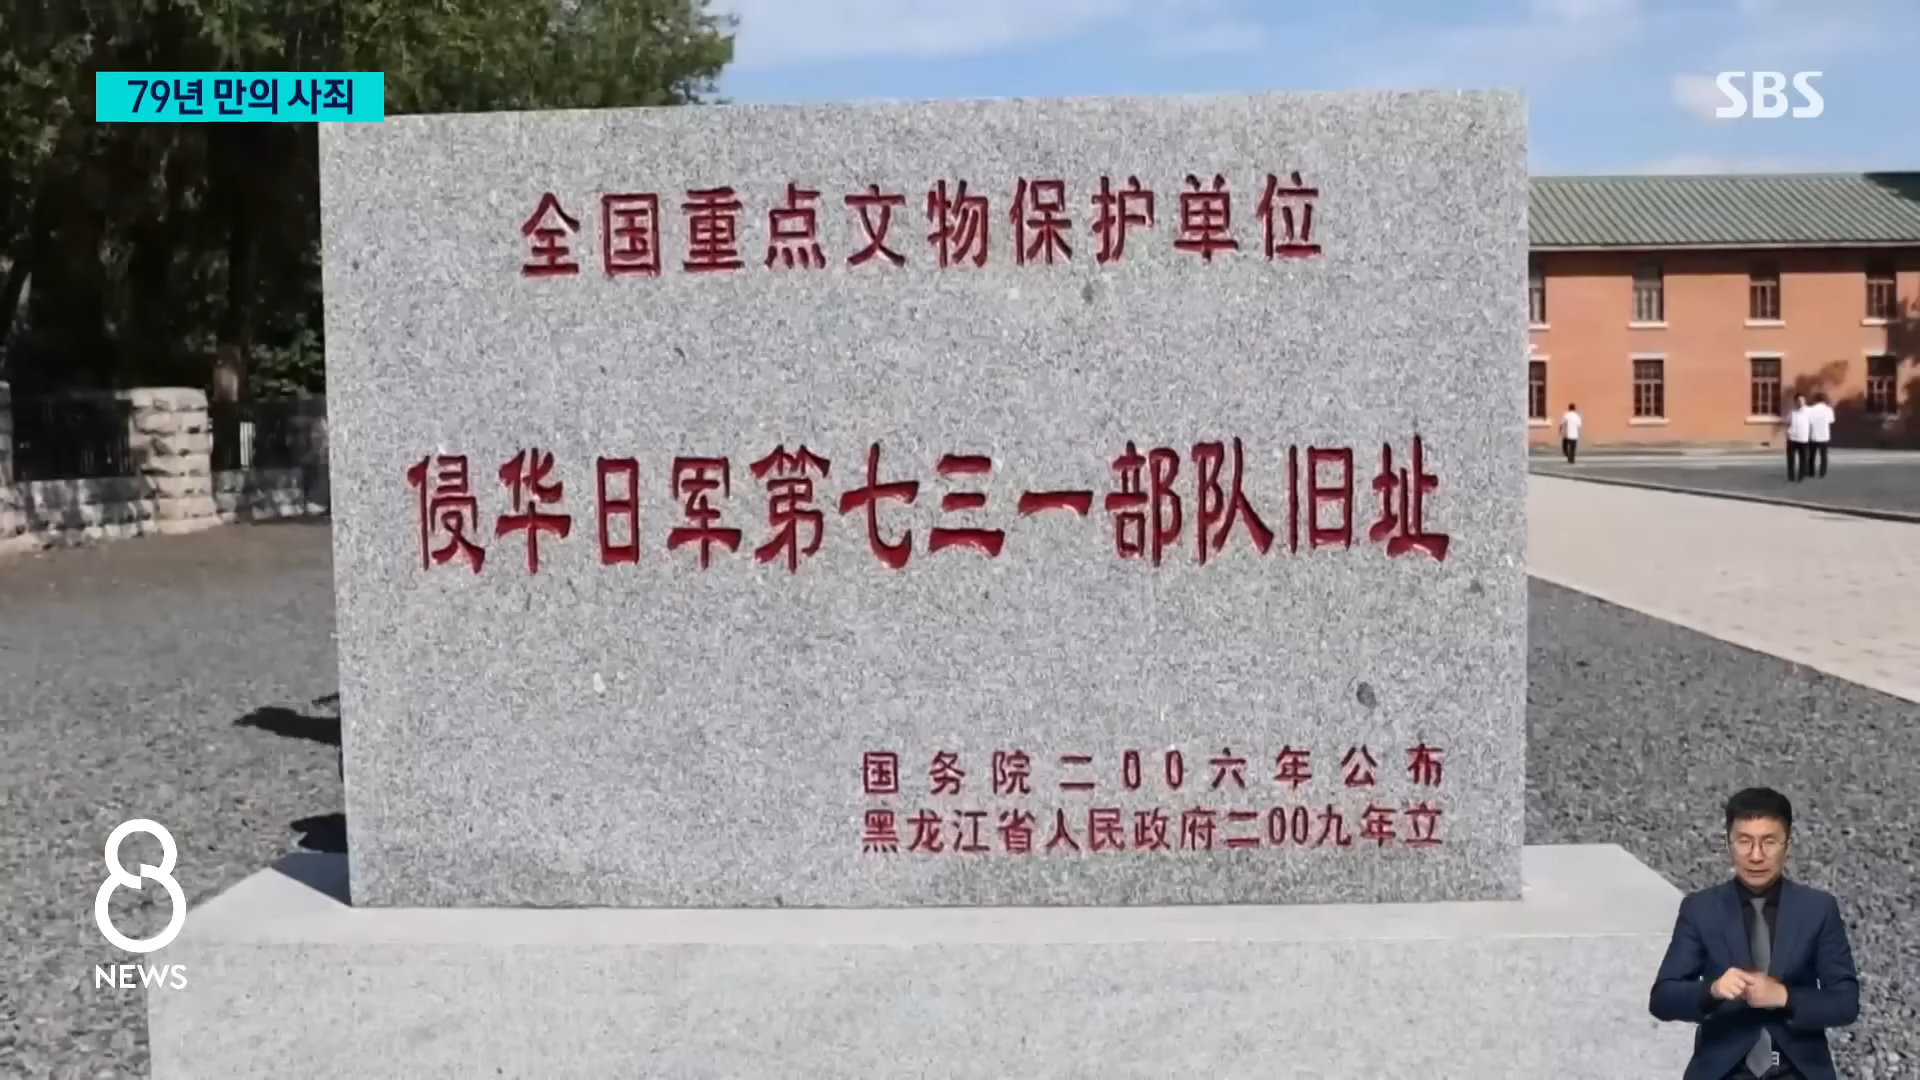 79년 만의 사죄
SBS
全国重点文物保护单位
侵华日军第七三一部队旧址
国务院二00六年公布
黑龙江省人民政府二00九年立
8
NEWS